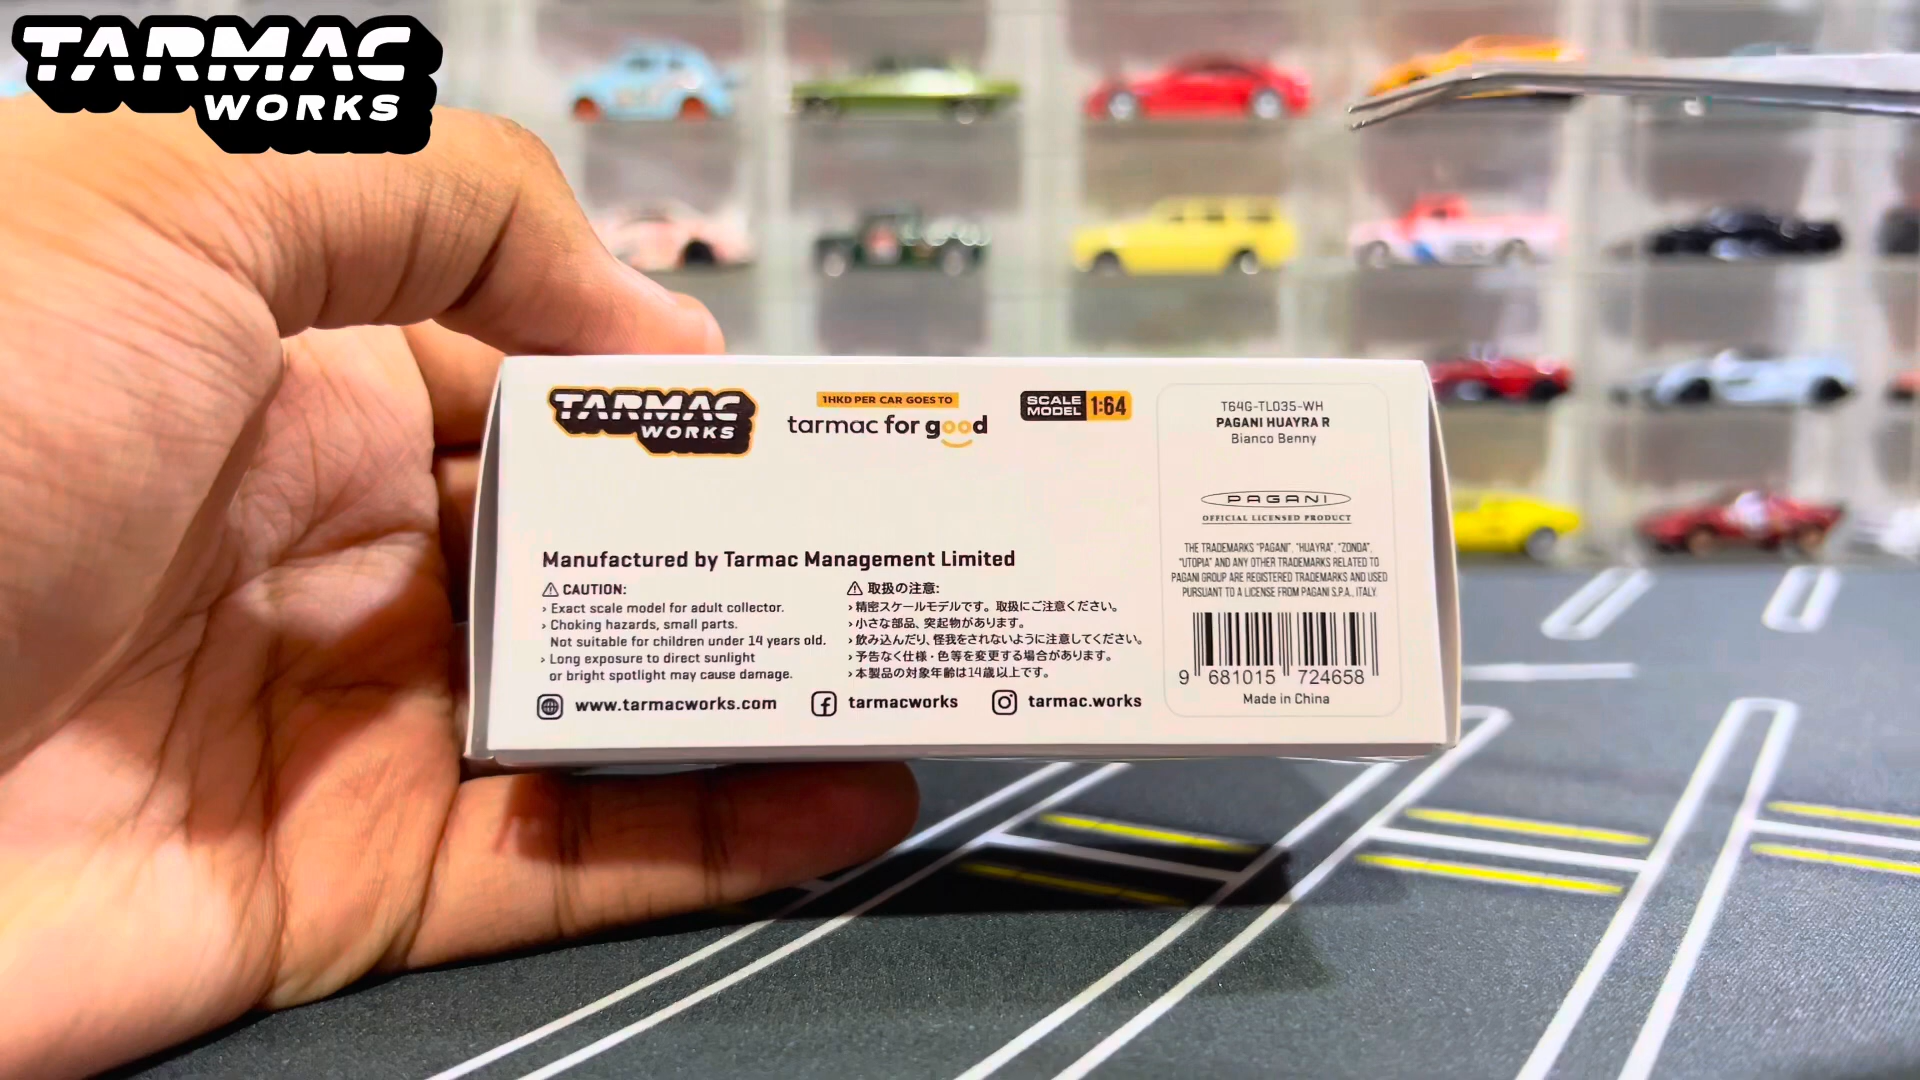 TARMAC
WORKS
TARMAC
WORKS
1HKD PER CAR GOES TO
tarmac for good
SCALE
MODEL 1:64
T64G-TL035-WH
PAGANI HUAYRA R
Bianco Benny
PAGANI
OFFICIAL LICENSED PRODUCT
THE TRADEMARKS "PAGANI", "HUAYRA", "ZONDA",
"UTOPIA" AND ANY OTHER TRADEMARKS RELATED TO
PAGANI GROUP ARE REGISTERED TRADEMARKS AND USED
PURSUANT TO A LICENSE FROM PAGANI S.P.A., ITALY.
9 681015 724658
Made in China
Manufactured by Tarmac Management Limited
CAUTION:
› Exact scale model for adult collector.
› Choking hazards, small parts.
Not suitable for children under 14 years old.
› Long exposure to direct sunlight
or bright spotlight may cause damage.
取扱の注意:
› 精密スケールモデルです。取扱にご注意ください。
› 小さな部品、突起物があります。
› 飲み込んだり、怪我をされないように注意してください。
› 予告なく仕様・色等を変更する場合があります。
› 本製品の対象年齢は14歳以上です。
www.tarmacworks.com
tarmacworks
tarmac.works